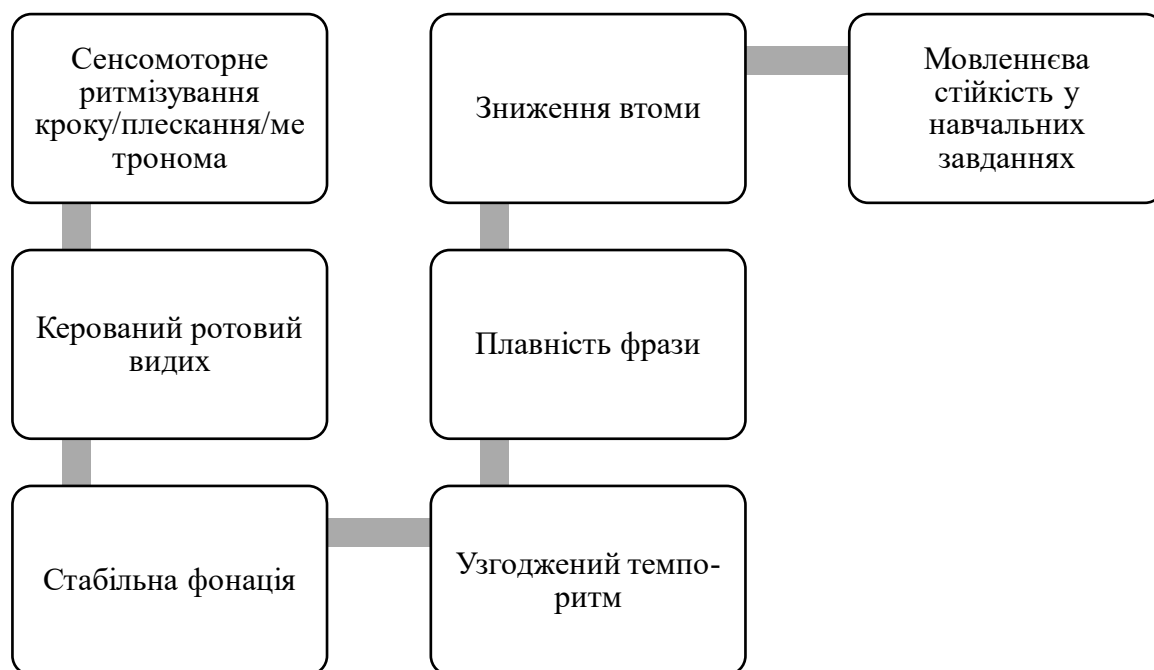 Сенсомоторне
ритмізування
кроку/плескання/ме
тронома
Керований ротовий
видих
Стабільна фонація
Узгоджений темпо-
ритм
Плавність фрази
Зниження втоми
Мовленнєва
стійкість у
навчальних
завданнях